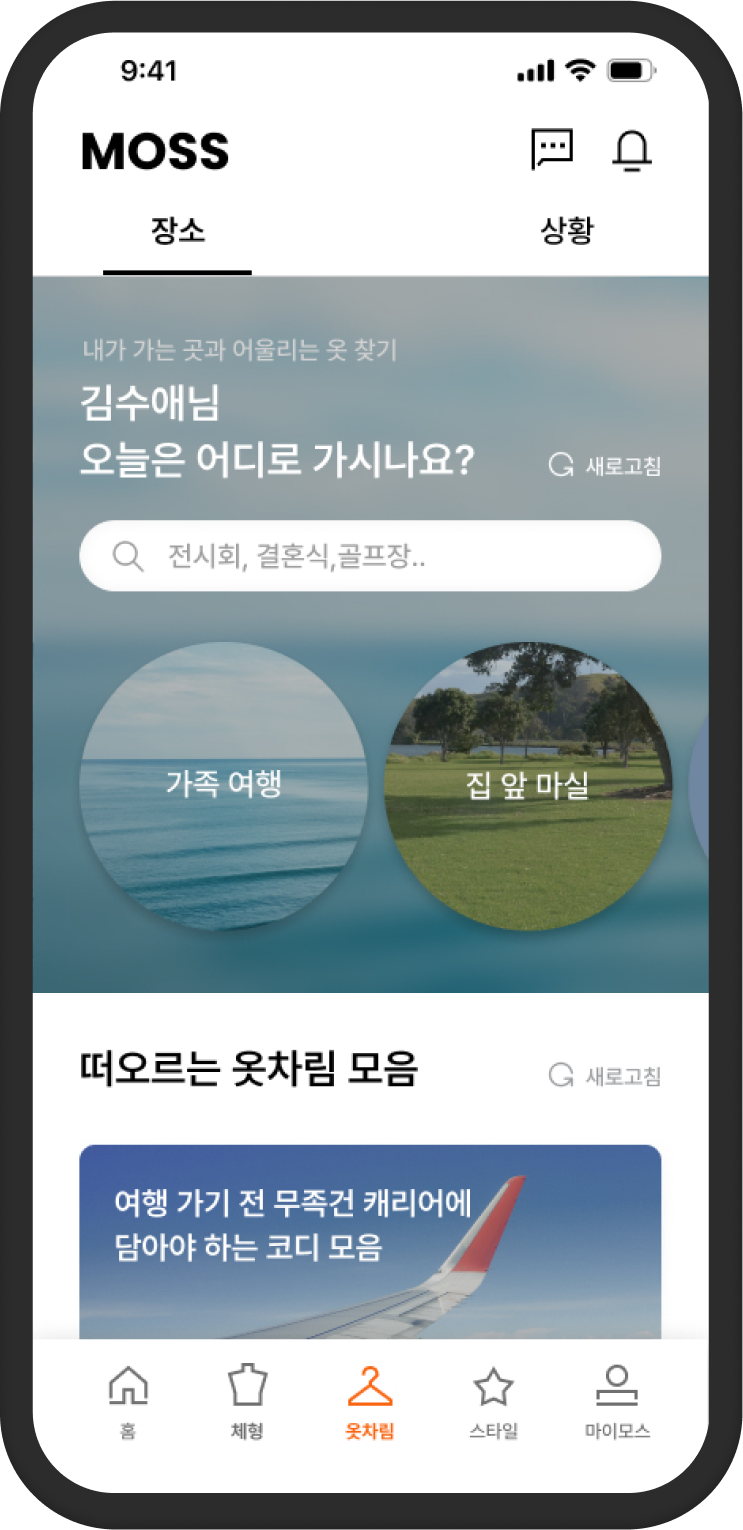 9:41
MOSS
장소
상황
내가 가는 곳과 어울리는 옷 찾기
김수애님
오늘은 어디로 가시나요?
새로고침
전시회, 결혼식,골프장..
가족 여행
집 앞 마실
떠오르는 옷차림 모음
새로고침
여행 가기 전 무족건 캐리어에
담아야 하는 코디 모음
홈
체형
옷차림
스타일
마이모스